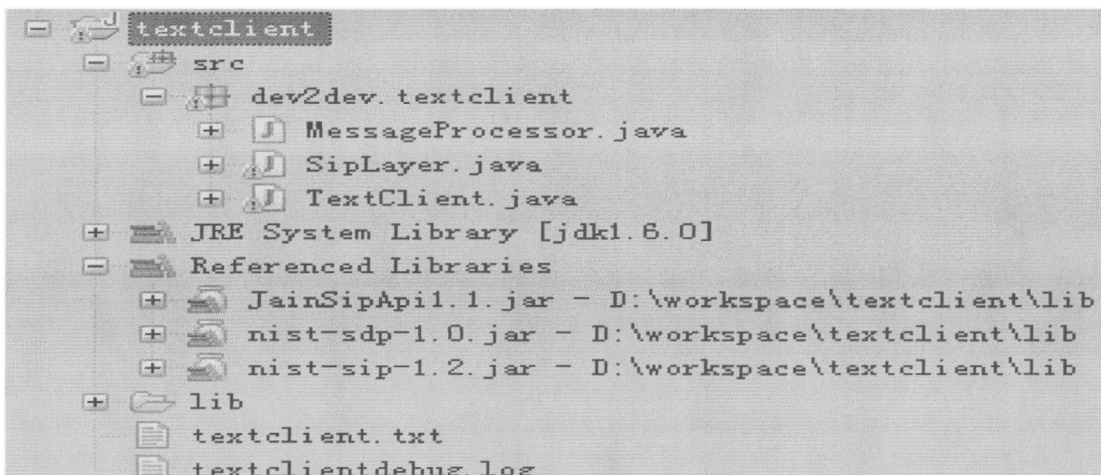 textclient
src
dev2dev.textclient
MessageProcessor.java
SipLayer.java
TextClient.java
JRE System Library [jdk1.6.0]
Referenced Libraries
JainSipApi1.1.jar - D:\workspace\textclient\lib
nist-sdp-1.0.jar - D:\workspace\textclient\lib
nist-sip-1.2.jar - D:\workspace\textclient\lib
lib
textclient.txt
textclientdebug.log